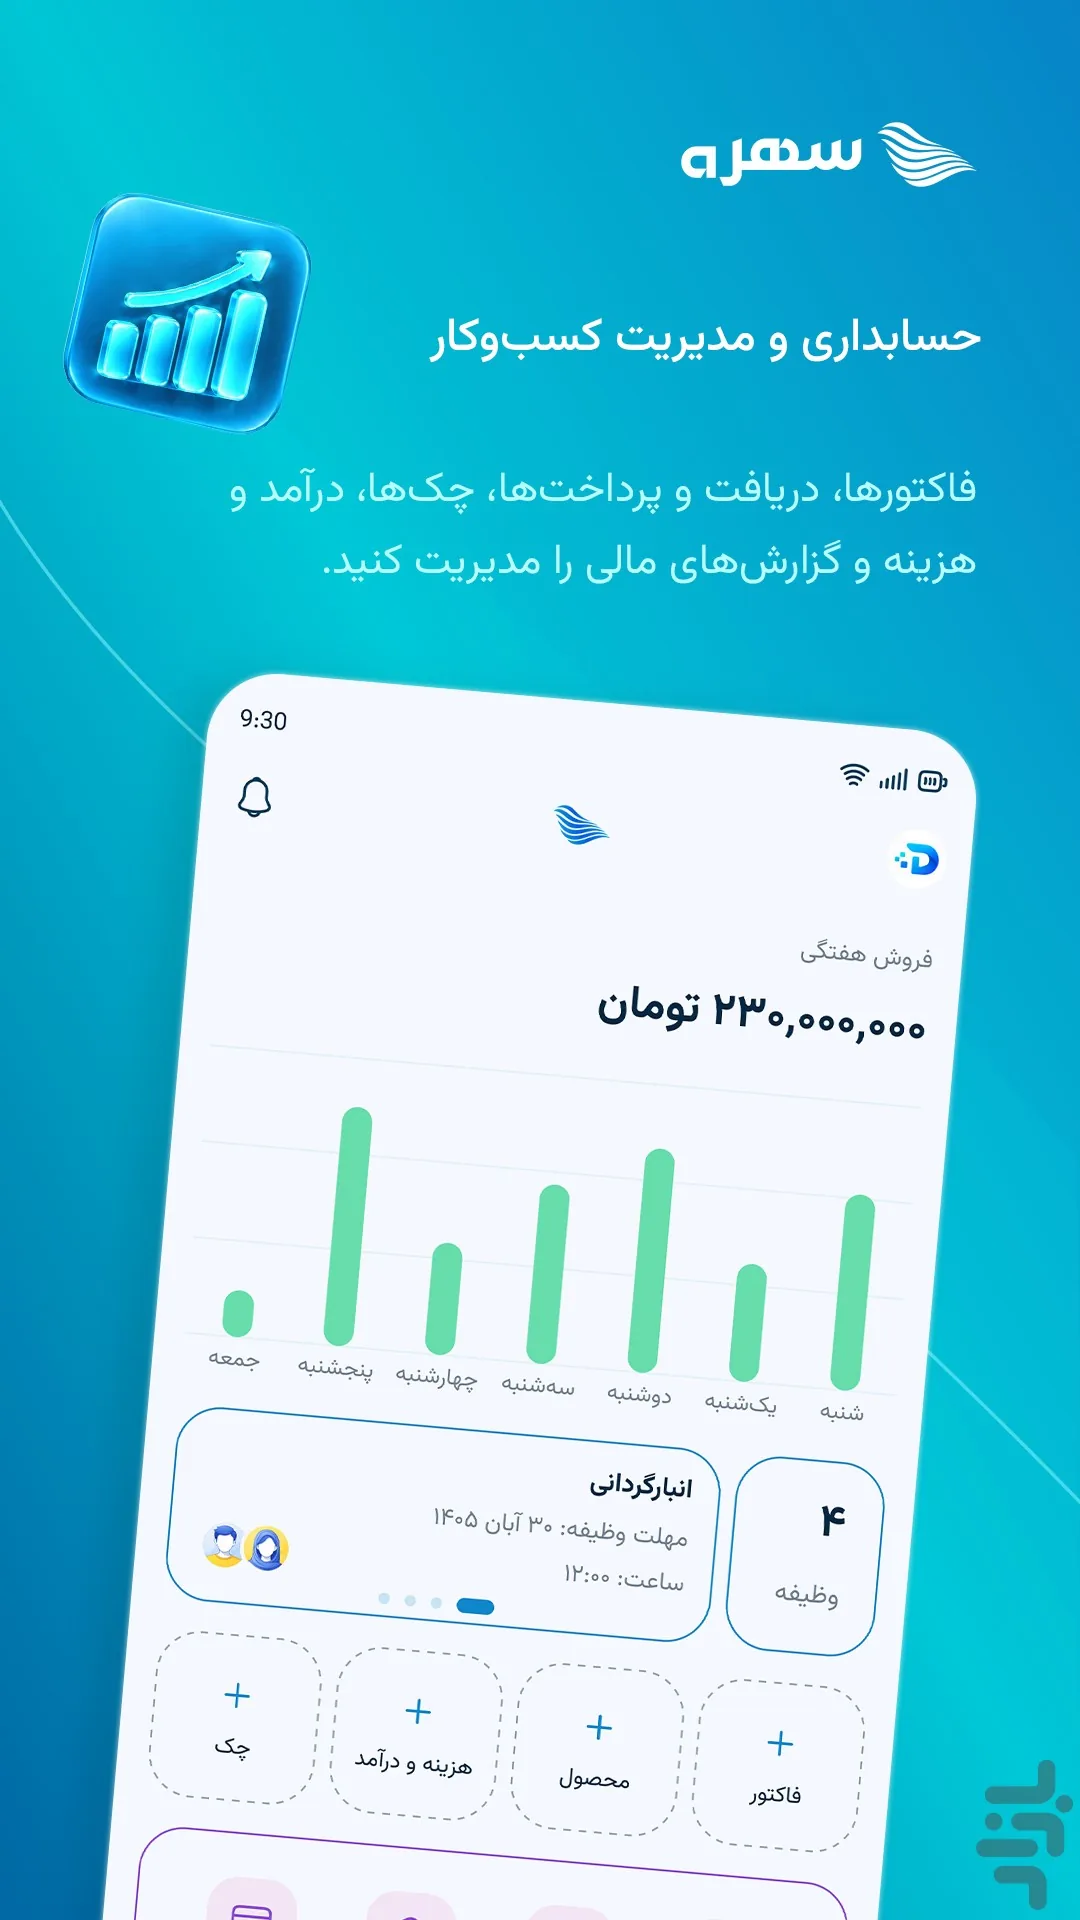 سهره
حسابداری و مدیریت کسب‌وکار
فاکتورها، دریافت و پرداخت‌ها، چک‌ها، درآمد و
هزینه و گزارش‌های مالی را مدیریت کنید.
9:30
فروش هفتگی
۲۳۰,۰۰۰,۰۰۰ تومان
شنبه
یک‌شنبه
دوشنبه
سه‌شنبه
چهارشنبه
پنجشنبه
جمعه
۴
وظیفه
انبارگردانی
مهلت وظیفه: ۳۰ آبان ۱۴۰۵
ساعت: ۱۲:۰۰
فاکتور
محصول
هزینه و درآمد
چک
بازار